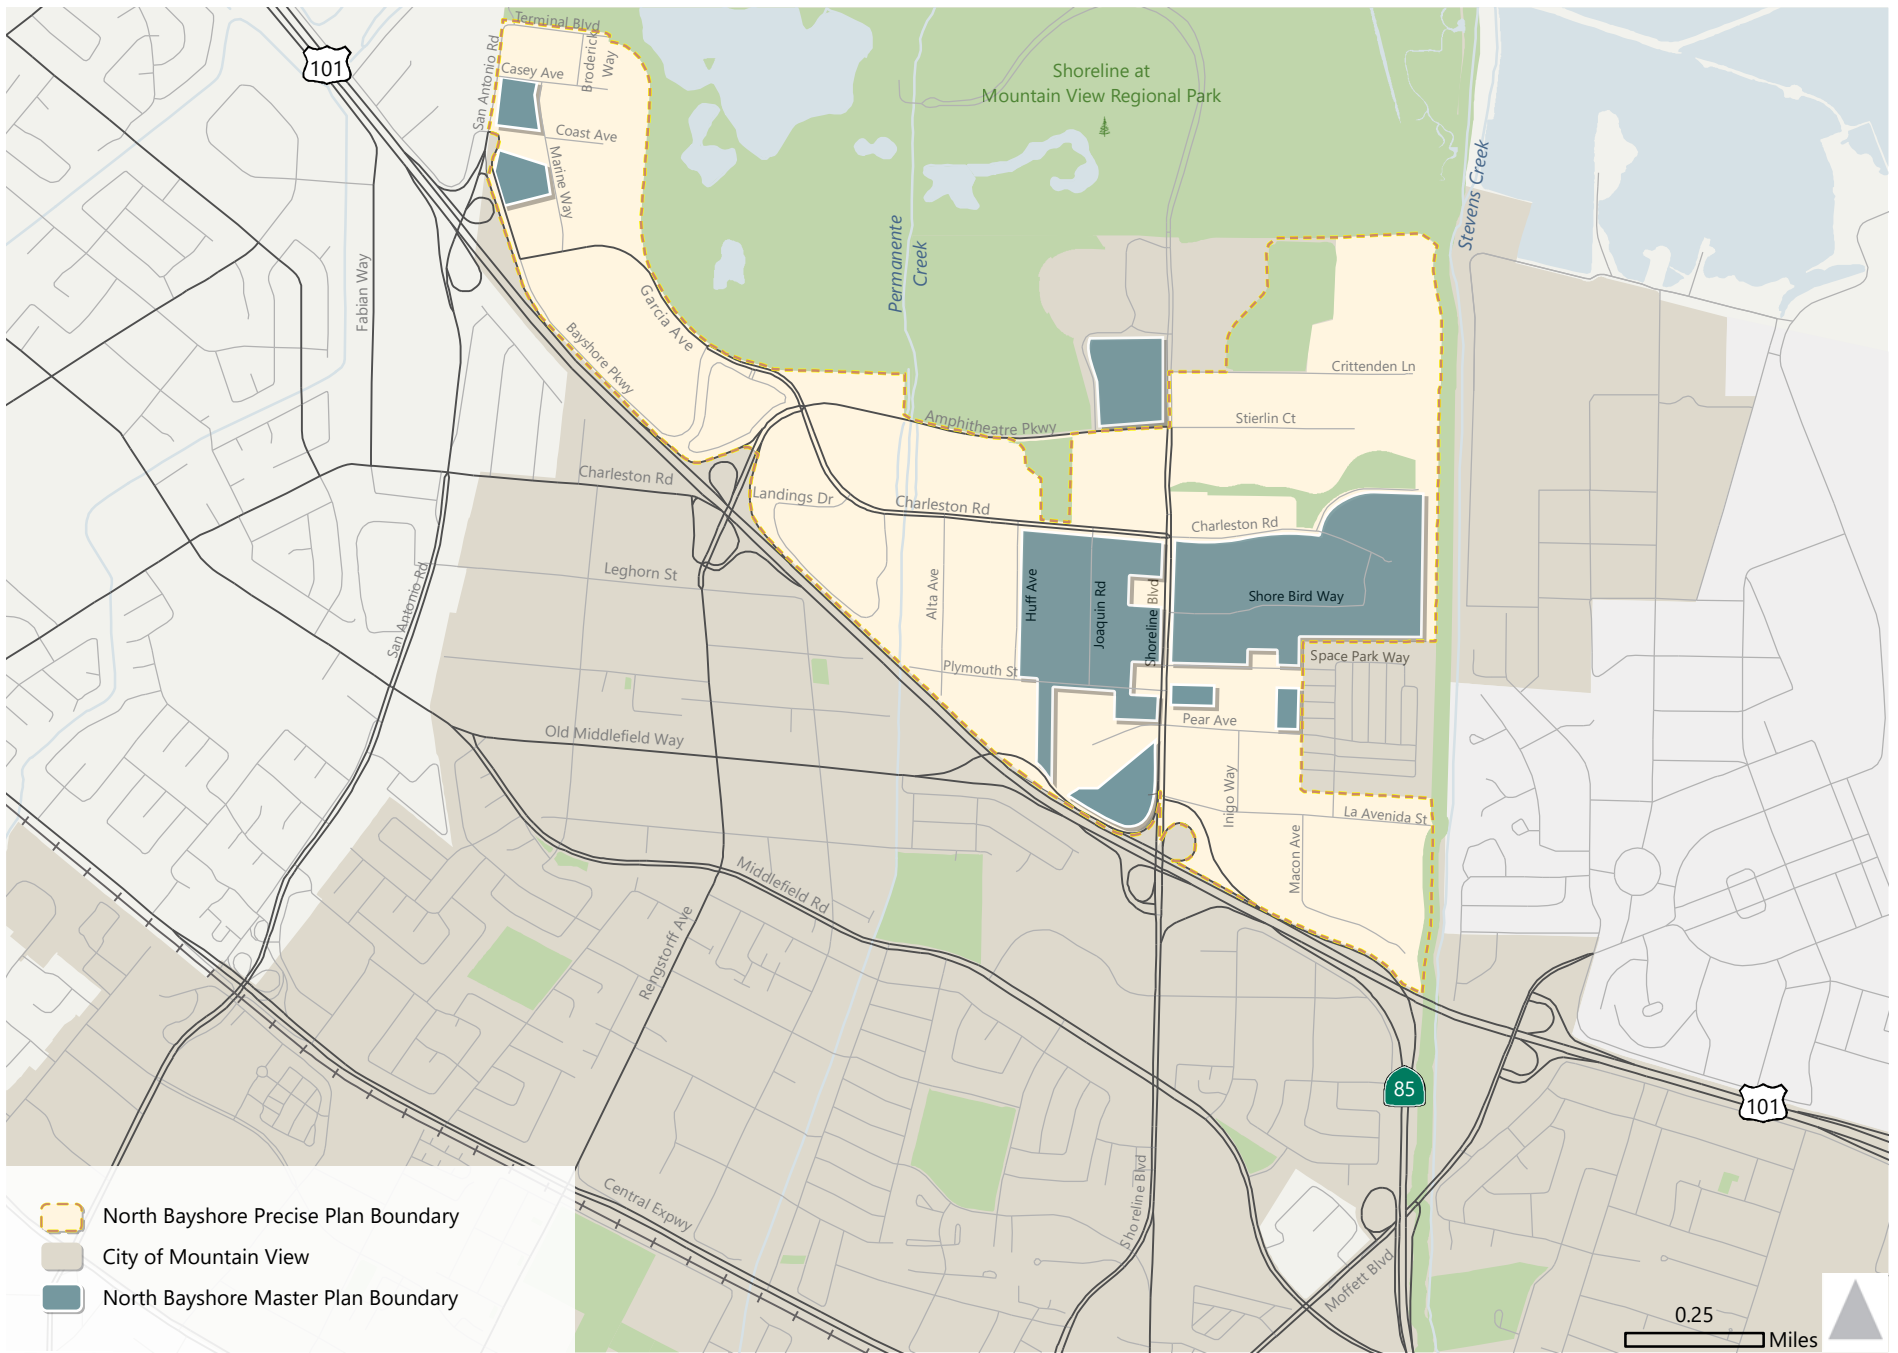 Terminal Blvd
San Antonio Rd
Broderick
Way
Casey Ave
101
Coast Ave
Marine Way
Shoreline at
Mountain View Regional Park
Stevens Creek
Permanente
Creek
Fabian Way
Garcia Ave
Bayshore Pkwy
Crittenden Ln
Stierlin Ct
Amphitheatre Pkwy
Charleston Rd
Landings Dr
Charleston Rd
Charleston Rd
Leghorn St
San Antonio Rd
Alta Ave
Huff Ave
Joaquin Rd
Shoreline Blvd
Shore Bird Way
Space Park Way
Plymouth St
Pear Ave
Old Middlefield Way
Inigo Way
La Avenida St
Macon Ave
Middlefield Rd
Rengstorff Ave
85
101
Shoreline Blvd
Central Expwy
Moffett Blvd
North Bayshore Precise Plan Boundary
City of Mountain View
North Bayshore Master Plan Boundary
0.25
Miles